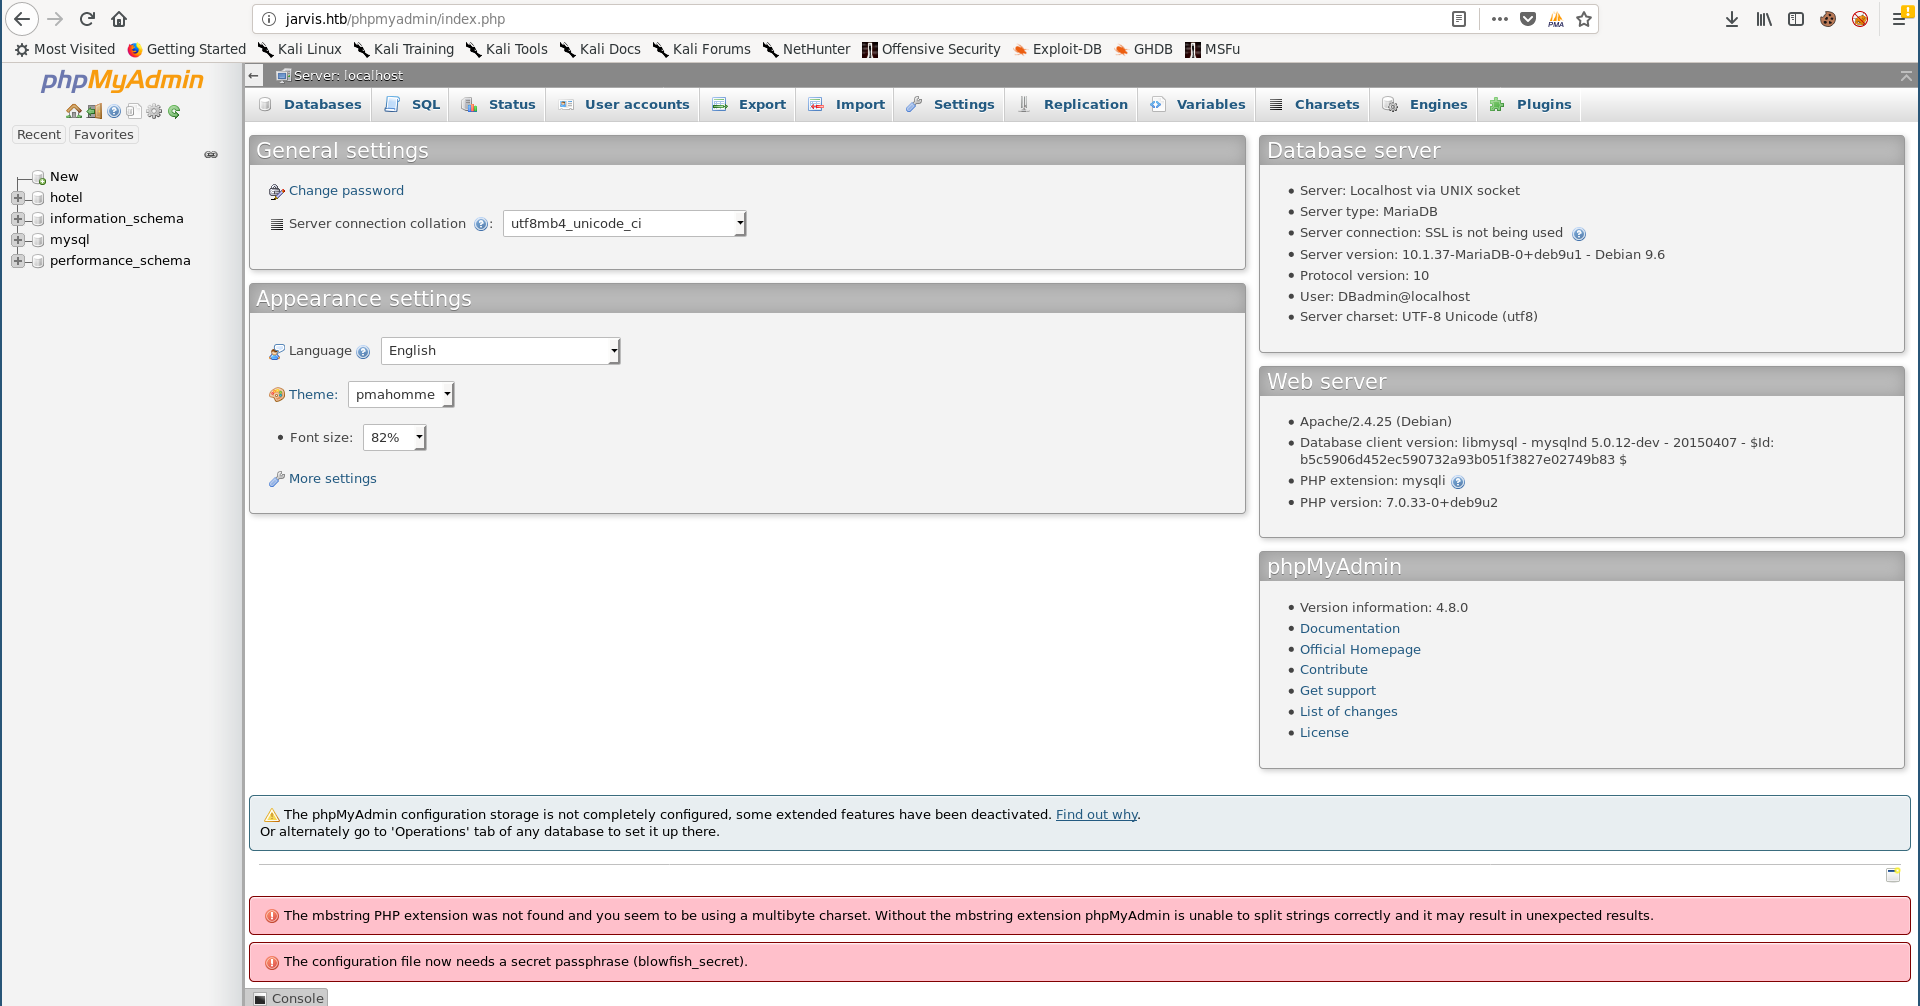 jarvis.htb/phpmyadmin/index.php
Most Visited Getting Started Kali Linux Kali Training Kali Tools Kali Docs Kali Forums NetHunter Offensive Security Exploit-DB GHDB MSFu
phpMyAdmin
Recent Favorites
New
hotel
information_schema
mysql
performance_schema
Server: localhost
Databases SQL Status User accounts Export Import Settings Replication Variables Charsets Engines Plugins
General settings
Change password
Server connection collation : utf8mb4_unicode_ci
Appearance settings
Language English
Theme: pmahomme
• Font size: 82%
More settings
Database server
• Server: Localhost via UNIX socket
• Server type: MariaDB
• Server connection: SSL is not being used
• Server version: 10.1.37-MariaDB-0+deb9u1 - Debian 9.6
• Protocol version: 10
• User: DBadmin@localhost
• Server charset: UTF-8 Unicode (utf8)
Web server
• Apache/2.4.25 (Debian)
• Database client version: libmysql - mysqlnd 5.0.12-dev - 20150407 - $Id:
b5c5906d452ec590732a93b051f3827e02749b83 $
• PHP extension: mysqli
• PHP version: 7.0.33-0+deb9u2
phpMyAdmin
• Version information: 4.8.0
• Documentation
• Official Homepage
• Contribute
• Get support
• List of changes
• License
The phpMyAdmin configuration storage is not completely configured, some extended features have been deactivated. Find out why.
Or alternately go to 'Operations' tab of any database to set it up there.
The mbstring PHP extension was not found and you seem to be using a multibyte charset. Without the mbstring extension phpMyAdmin is unable to split strings correctly and it may result in unexpected results.
The configuration file now needs a secret passphrase (blowfish_secret).
Console